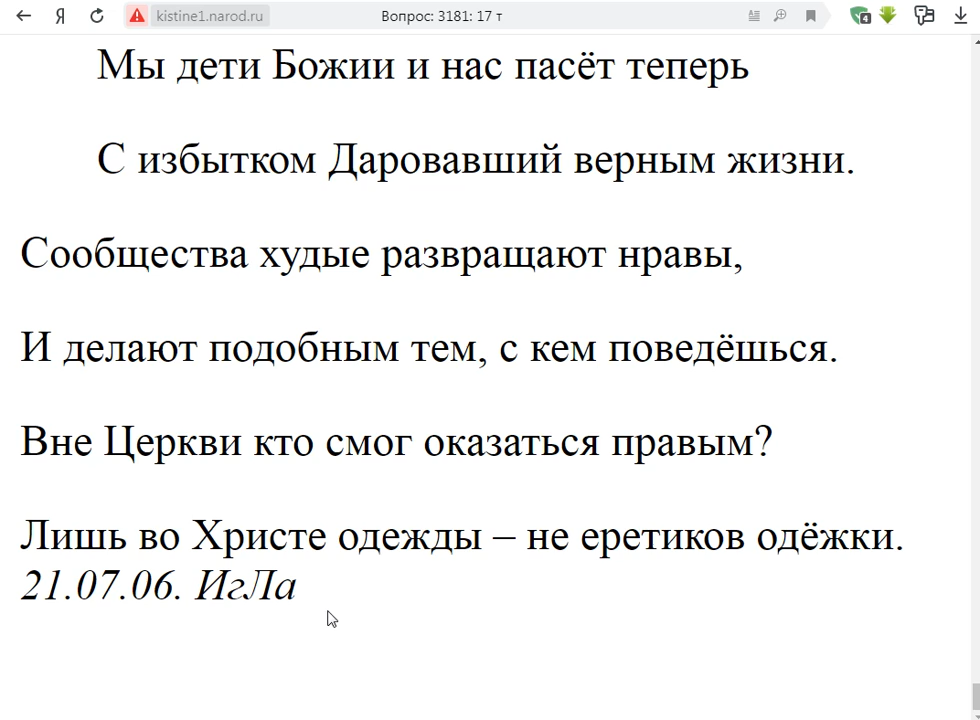 kistine1.narod.ru
Вопрос: 3181: 17 т
4
Мы дети Божии и нас пасёт теперь
С избытком Даровавший верным жизни.
Сообщества худые развращают нравы,
И делают подобным тем, с кем поведёшься.
Вне Церкви кто смог оказаться правым?
Лишь во Христе одежды – не еретиков одёжки.
21.07.06. ИгЛа